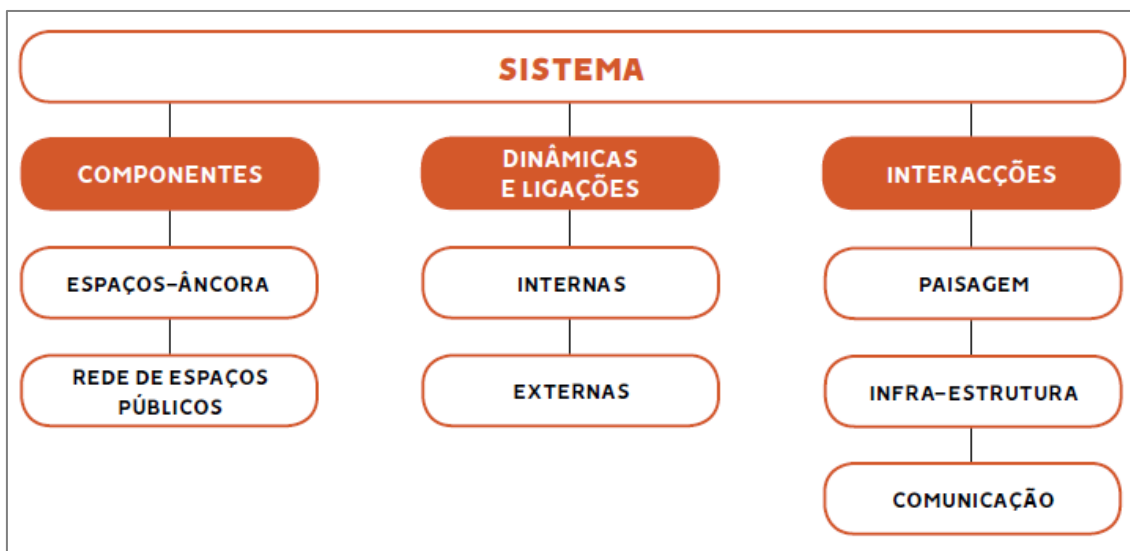 SISTEMA
COMPONENTES
DINÂMICAS
E LIGAÇÕES
INTERACÇÕES
ESPAÇOS-ÂNCORA
INTERNAS
PAISAGEM
REDE DE ESPAÇOS
PÚBLICOS
EXTERNAS
INFRA-ESTRUTURA
COMUNICAÇÃO